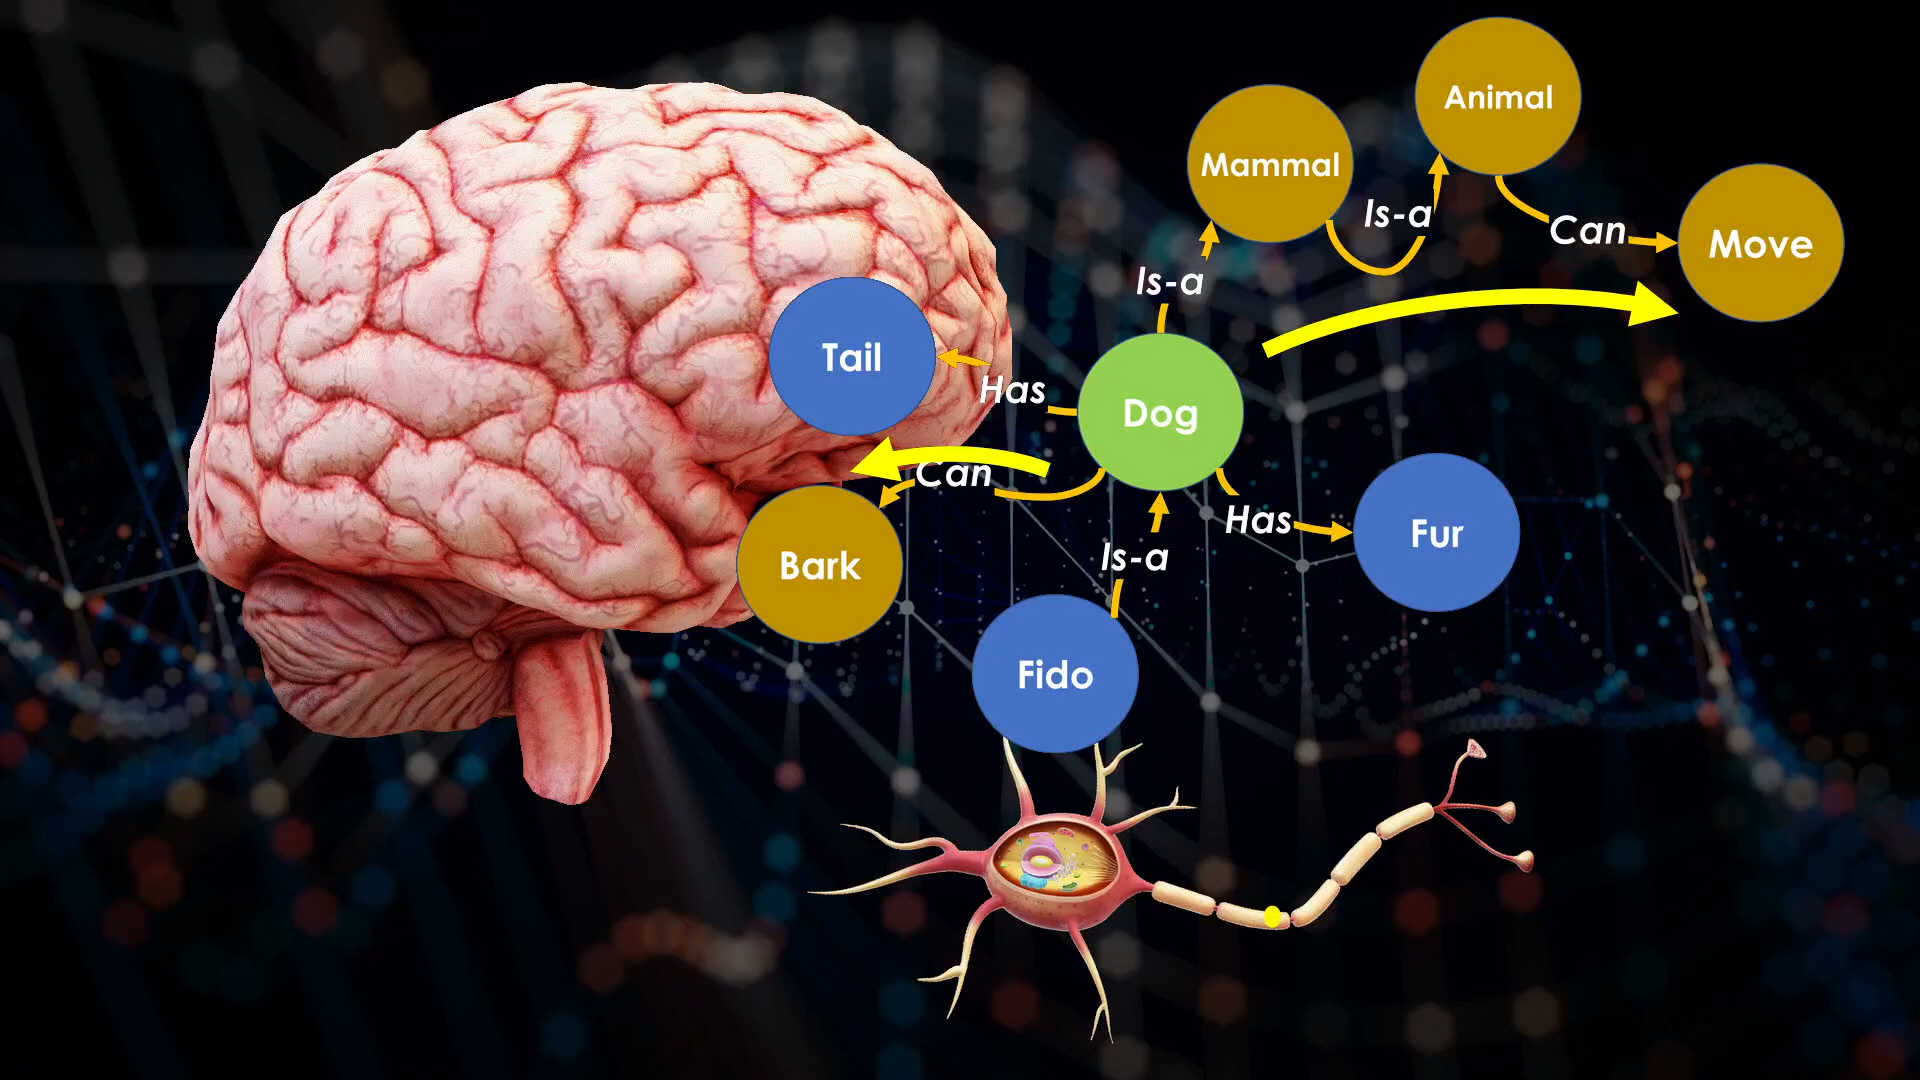 Animal
Mammal
Is-a
Can
Move
Is-a
Tail
Has
Dog
Can
Has
Fur
Is-a
Bark
Fido